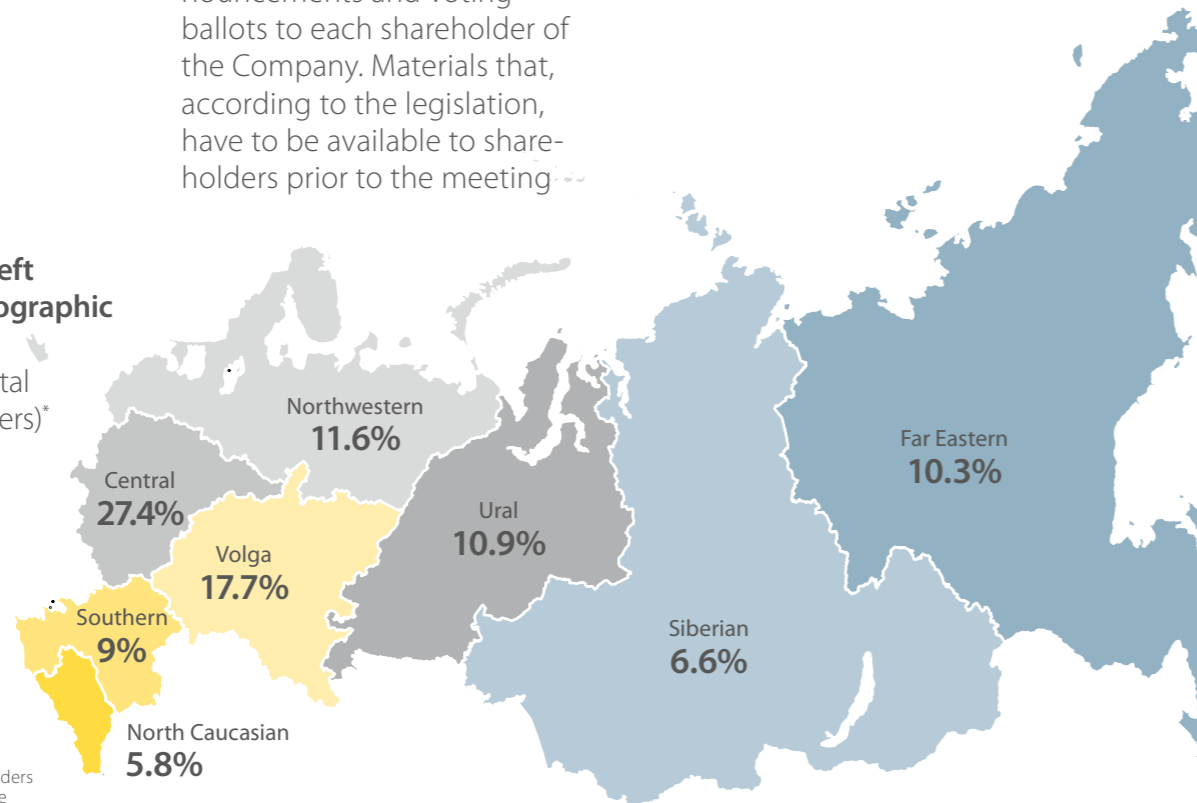 ballots to each shareholder of
the Company. Materials that,
according to the legislation,
have to be available to share-
holders prior to the meeting
eft
ographic
tal
ers)*
Northwestern
11.6%
Central
27.4%
Volga
17.7%
Southern
9%
North Caucasian
5.8%
Ural
10.9%
Siberian
6.6%
Far Eastern
10.3%
ders